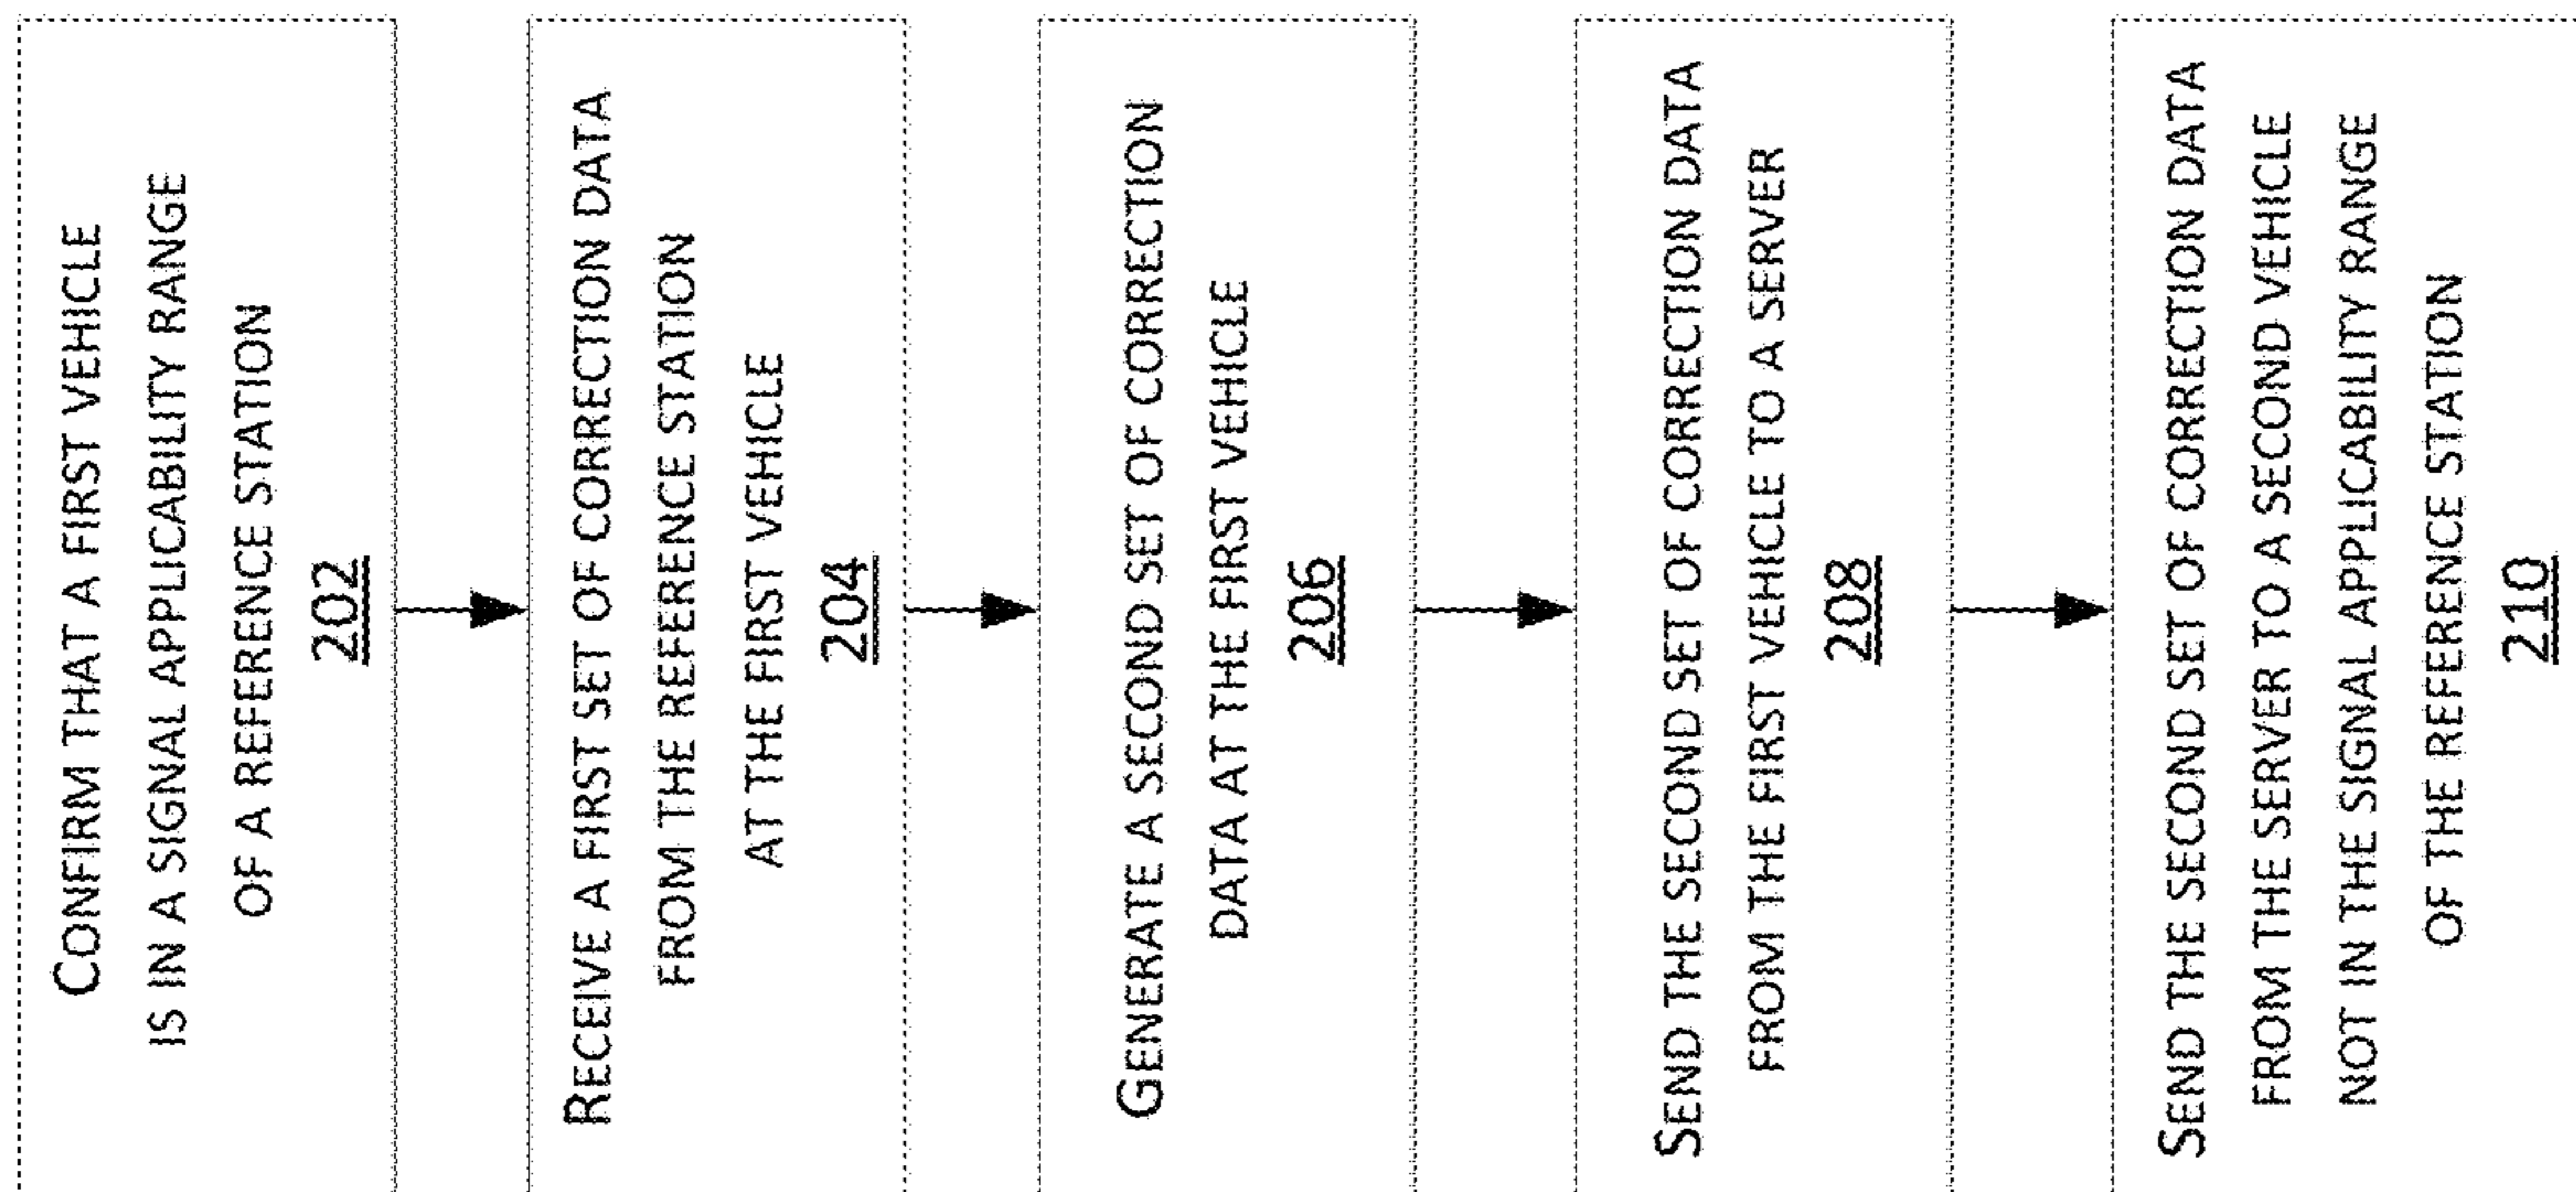 CONFIRM THAT A FIRST VEHICLE
IS IN A SIGNAL APPLICABILITY RANGE
OF A REFERENCE STATION
202
RECEIVE A FIRST SET OF CORRECTION DATA
FROM THE REFERENCE STATION
AT THE FIRST VEHICLE
204
GENERATE A SECOND SET OF CORRECTION
DATA AT THE FIRST VEHICLE
206
SEND THE SECOND SET OF CORRECTION DATA
FROM THE FIRST VEHICLE TO A SERVER
208
SEND THE SECOND SET OF CORRECTION DATA
FROM THE SERVER TO A SECOND VEHICLE
NOT IN THE SIGNAL APPLICABILITY RANGE
OF THE REFERENCE STATION
210